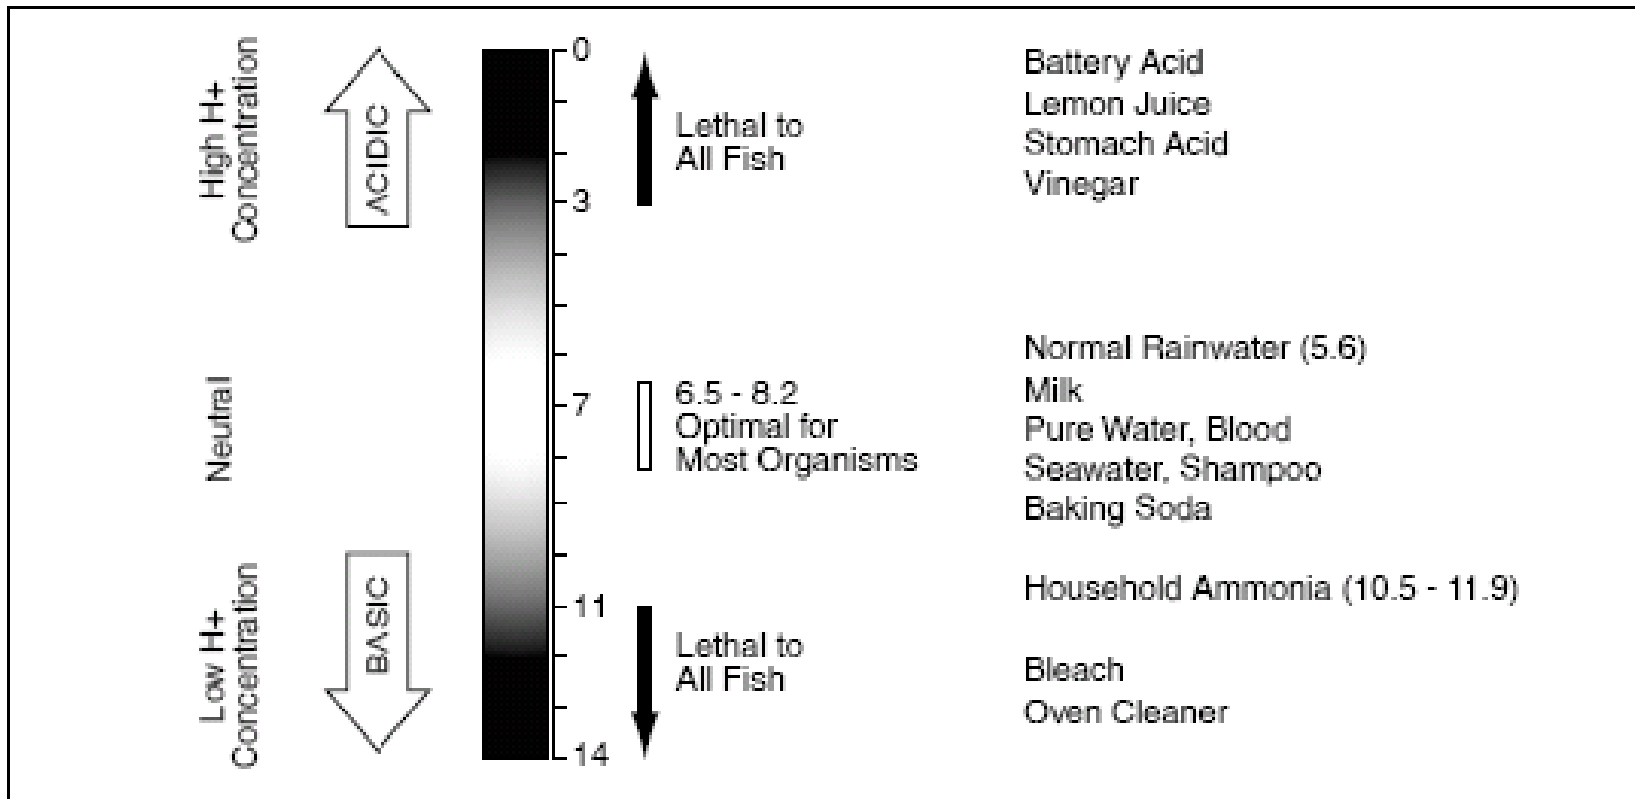 High H+
Concentration
ACIDIC
Neutral
Low H+
Concentration
BASIC
0
3
7
11
14
Lethal to
All Fish
6.5 - 8.2
Optimal for
Most Organisms
Lethal to
All Fish
Battery Acid
Lemon Juice
Stomach Acid
Vinegar
Normal Rainwater (5.6)
Milk
Pure Water, Blood
Seawater, Shampoo
Baking Soda
Household Ammonia (10.5 - 11.9)
Bleach
Oven Cleaner